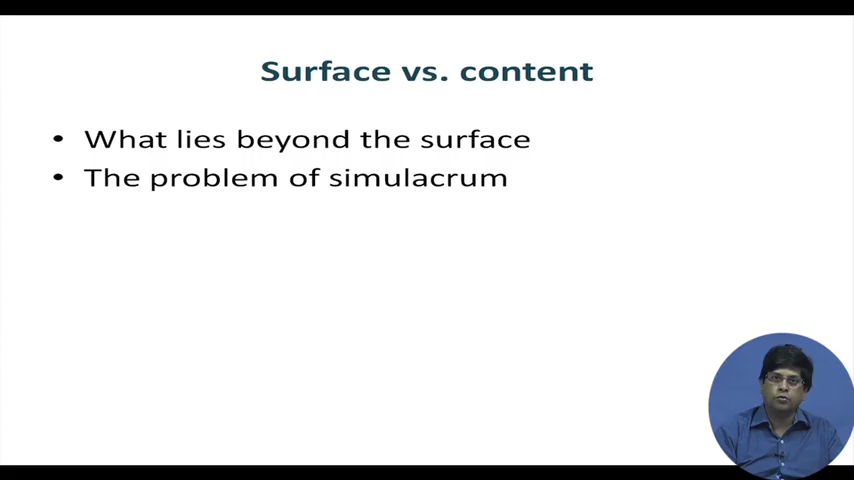 Surface vs. content
• What lies beyond the surface
• The problem of simulacrum